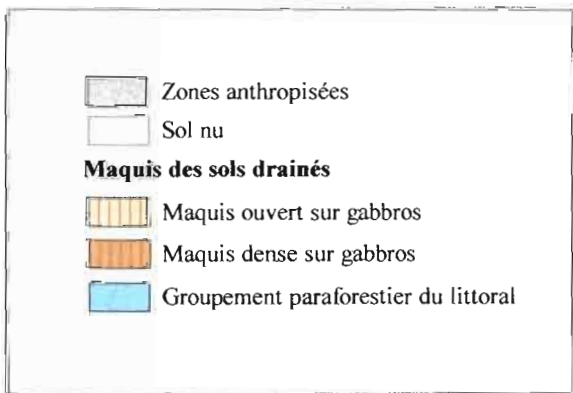 Zones anthropisées
Sol nu
Maquis des sols drainés
Maquis ouvert sur gabbros
Maquis dense sur gabbros
Groupement paraforestier du littoral